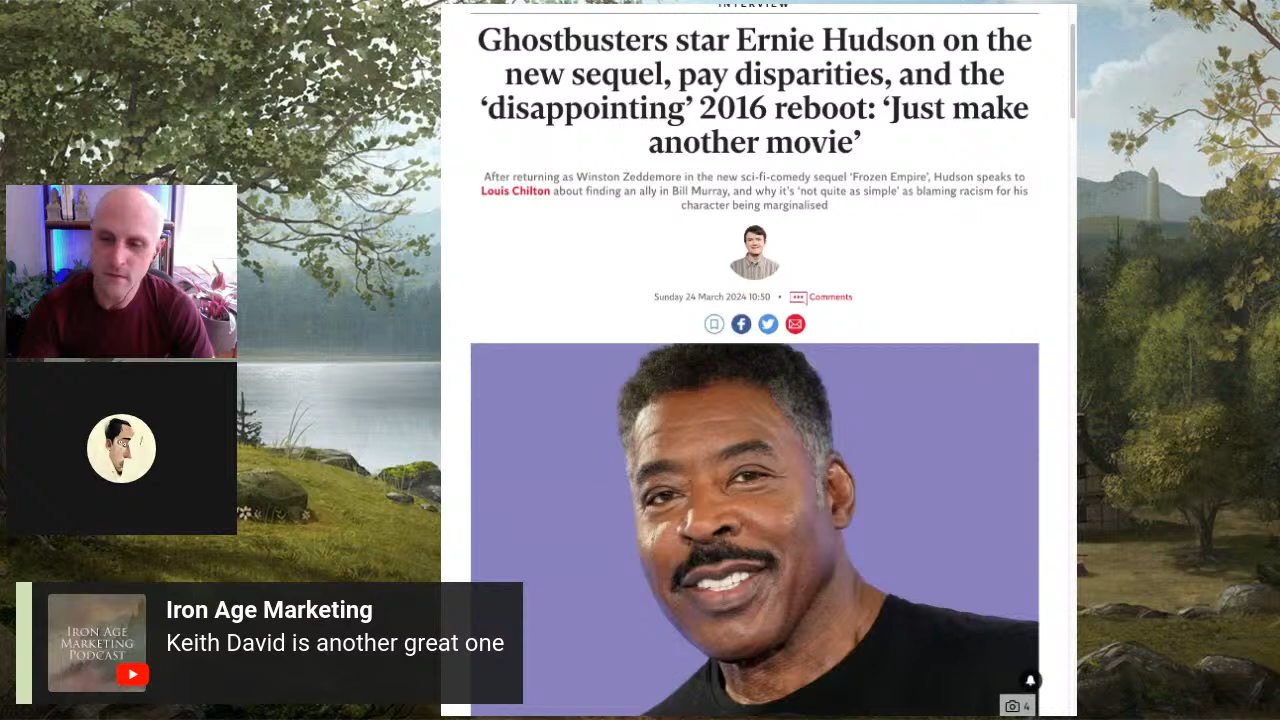 INTERVIEW
Ghostbusters star Ernie Hudson on the
new sequel, pay disparities, and the
‘disappointing’ 2016 reboot: ‘Just make
another movie’
After returning as Winston Zeddemore in the new sci-fi-comedy sequel ‘Frozen Empire’, Hudson speaks to
Louis Chilton about finding an ally in Bill Murray, and why it’s ‘not quite as simple’ as blaming racism for his
character being marginalised
Sunday 24 March 2024 10:50 • Comments
4
IRON AGE
MARKETING
PODCAST
Iron Age Marketing
Keith David is another great one